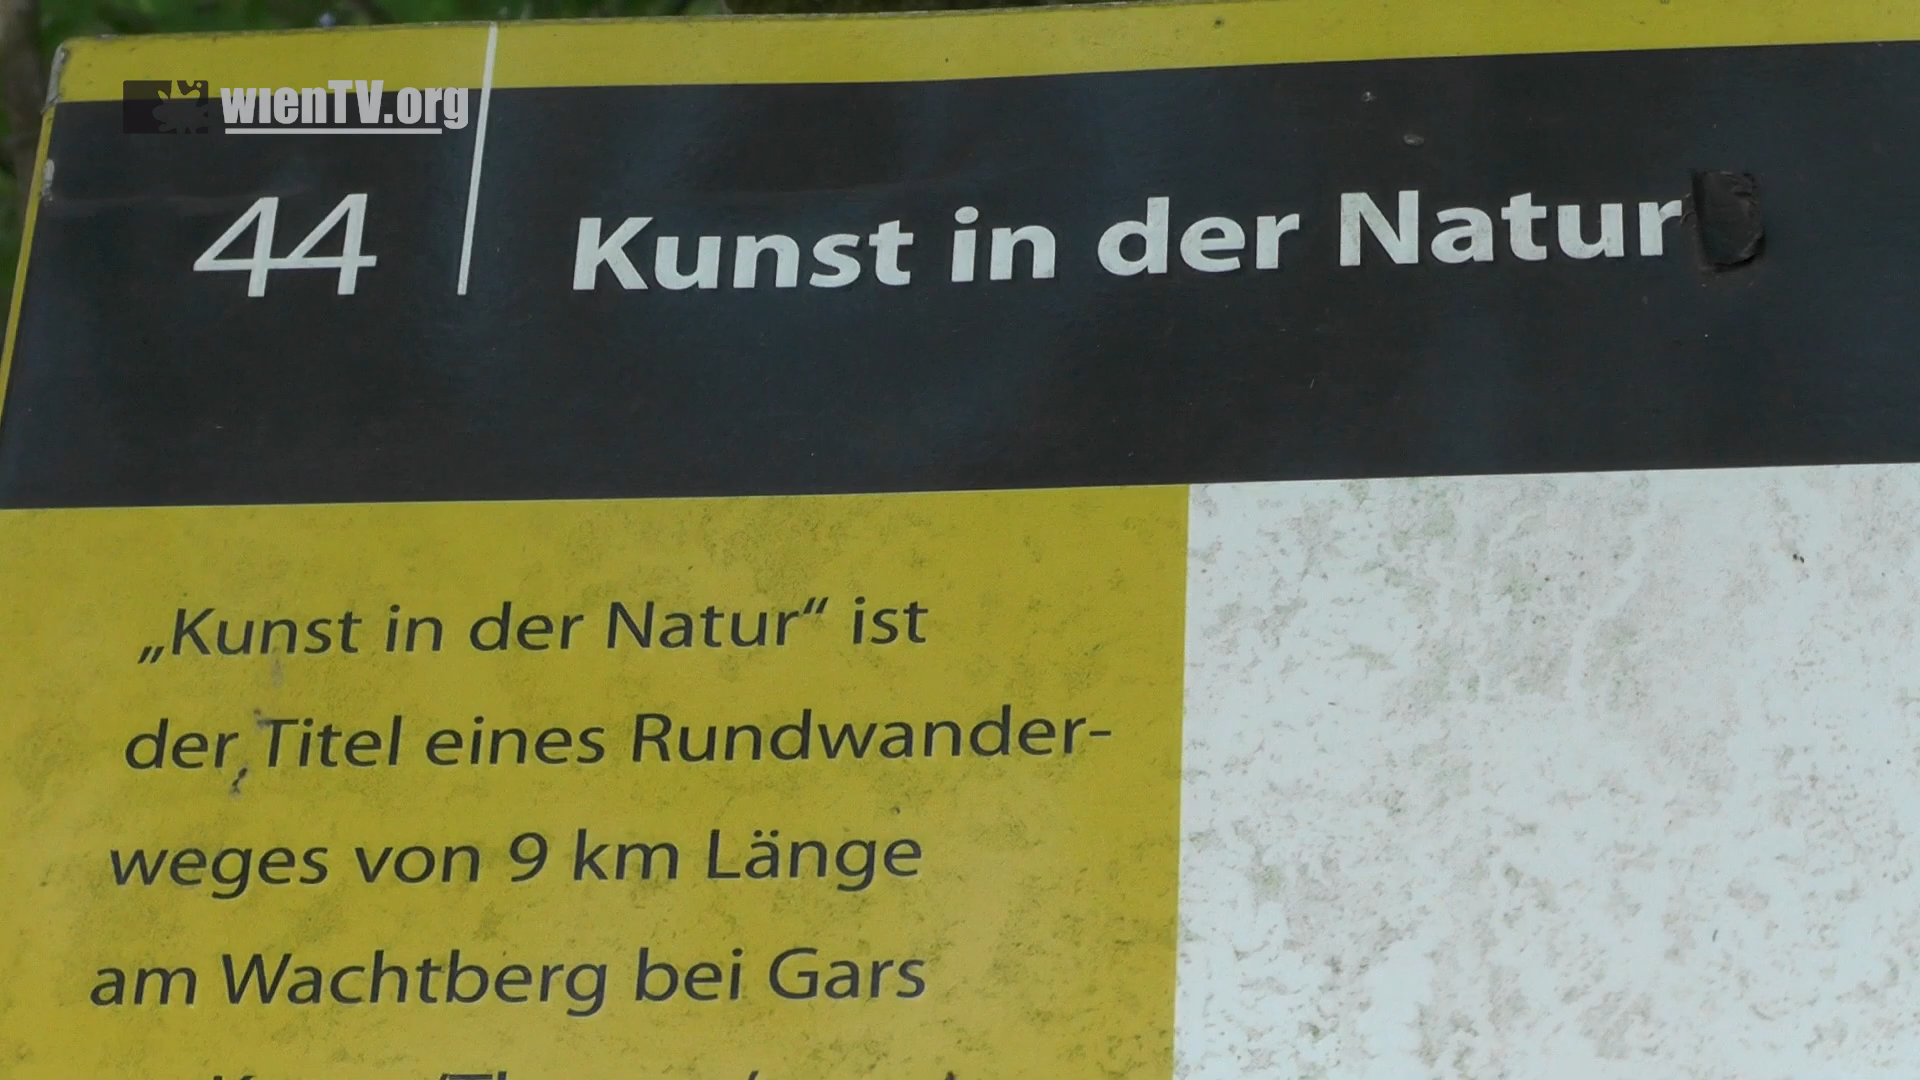 wienTV.org
44 Kunst in der Natur
„Kunst in der Natur“ ist
der Titel eines Rundwander-
weges von 9 km Länge
am Wachtberg bei Gars